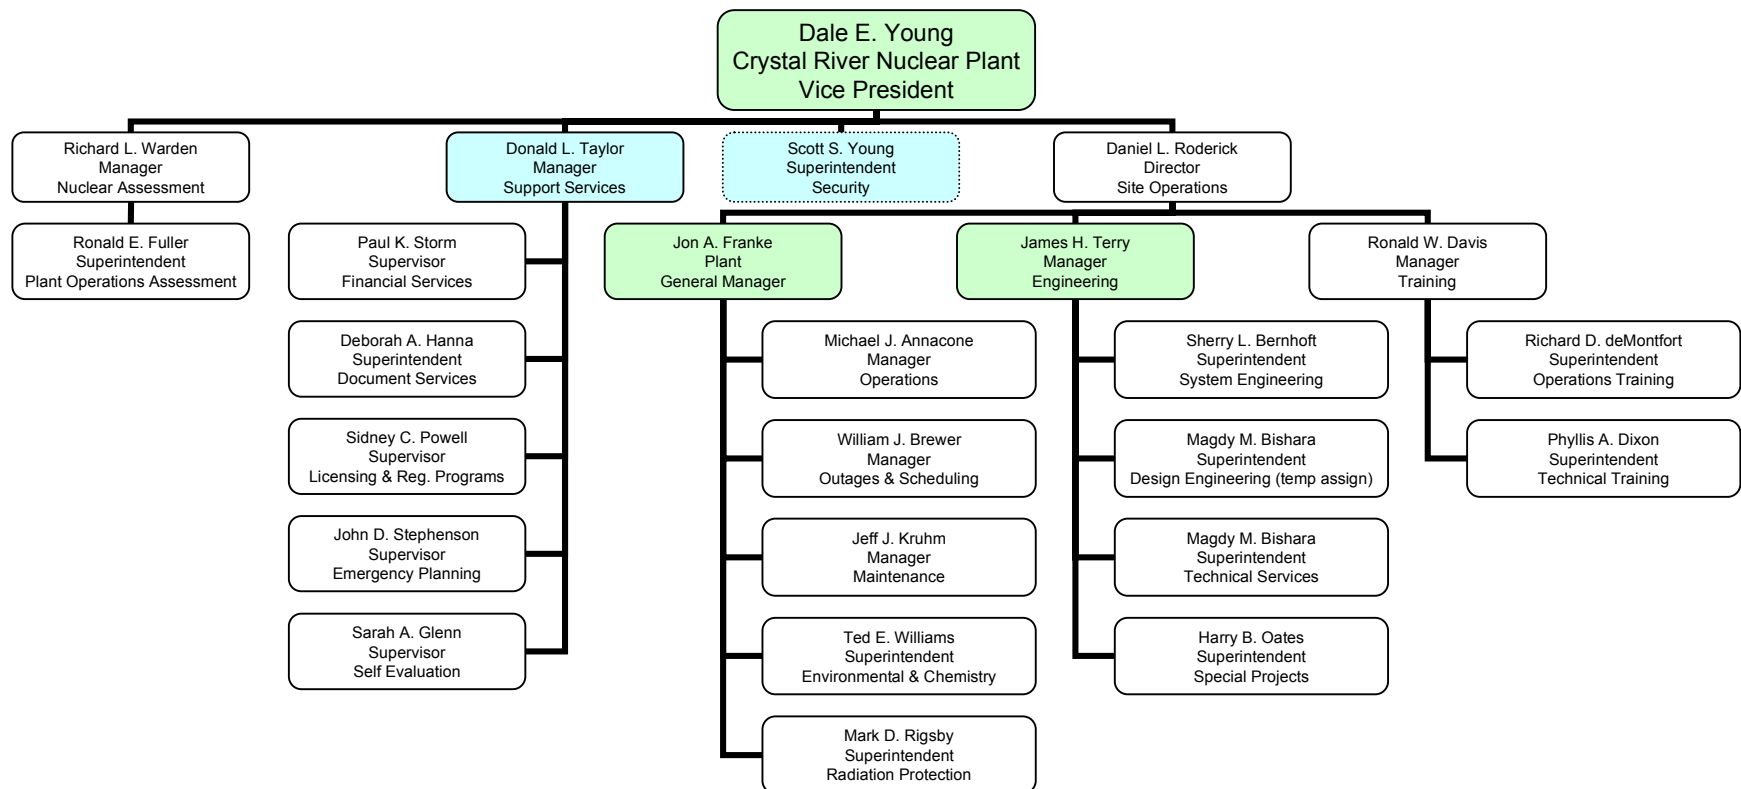 Dale E. Young
Crystal River Nuclear Plant
Vice President
Richard L. Warden
Manager
Nuclear Assessment
Donald L. Taylor
Manager
Support Services
Scott S. Young
Superintendent
Security
Daniel L. Roderick
Director
Site Operations
Ronald E. Fuller
Superintendent
Plant Operations Assessment
Paul K. Storm
Supervisor
Financial Services
Jon A. Franke
Plant
General Manager
James H. Terry
Manager
Engineering
Ronald W. Davis
Manager
Training
Deborah A. Hanna
Superintendent
Document Services
Sidney C. Powell
Supervisor
Licensing & Reg. Programs
John D. Stephenson
Supervisor
Emergency Planning
Sarah A. Glenn
Supervisor
Self Evaluation
Michael J. Annacone
Manager
Operations
William J. Brewer
Manager
Outages & Scheduling
Jeff J. Kruhm
Manager
Maintenance
Ted E. Williams
Superintendent
Environmental & Chemistry
Mark D. Rigsby
Superintendent
Radiation Protection
Sherry L. Bernhoft
Superintendent
System Engineering
Magdy M. Bishara
Superintendent
Design Engineering (temp assign)
Magdy M. Bishara
Superintendent
Technical Services
Harry B. Oates
Superintendent
Special Projects
Richard D. deMontfort
Superintendent
Operations Training
Phyllis A. Dixon
Superintendent
Technical Training